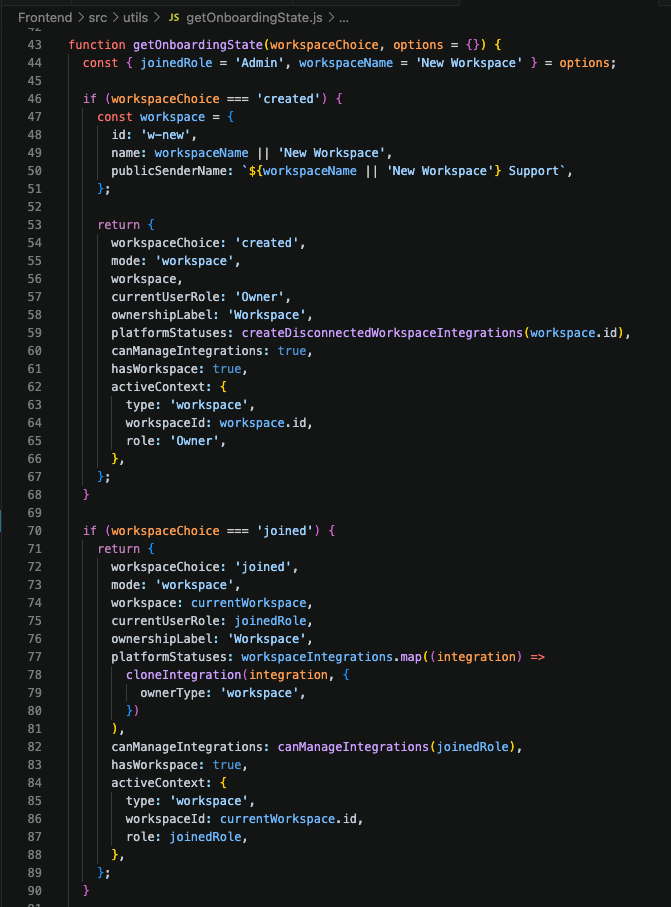 Frontend > src > utils > JS getOnboardingState.js > ...
43 function getOnboardingState(workspaceChoice, options = {}) {
44   const { joinedRole = 'Admin', workspaceName = 'New Workspace' } = options;
45
46   if (workspaceChoice === 'created') {
47     const workspace = {
48       id: 'w-new',
49       name: workspaceName || 'New Workspace',
50       publicSenderName: `${workspaceName || 'New Workspace'} Support`,
51     };
52
53     return {
54       workspaceChoice: 'created',
55       mode: 'workspace',
56       workspace,
57       currentUserRole: 'Owner',
58       ownershipLabel: 'Workspace',
59       platformStatuses: createDisconnectedWorkspaceIntegrations(workspace.id),
60       canManageIntegrations: true,
61       hasWorkspace: true,
62       activeContext: {
63         type: 'workspace',
64         workspaceId: workspace.id,
65         role: 'Owner',
66       },
67     };
68   }
69
70   if (workspaceChoice === 'joined') {
71     return {
72       workspaceChoice: 'joined',
73       mode: 'workspace',
74       workspace: currentWorkspace,
75       currentUserRole: joinedRole,
76       ownershipLabel: 'Workspace',
77       platformStatuses: workspaceIntegrations.map((integration) =>
78         cloneIntegration(integration, {
79           ownerType: 'workspace',
80         })
81       ),
82       canManageIntegrations: canManageIntegrations(joinedRole),
83       hasWorkspace: true,
84       activeContext: {
85         type: 'workspace',
86         workspaceId: currentWorkspace.id,
87         role: joinedRole,
88       },
89     };
90   }